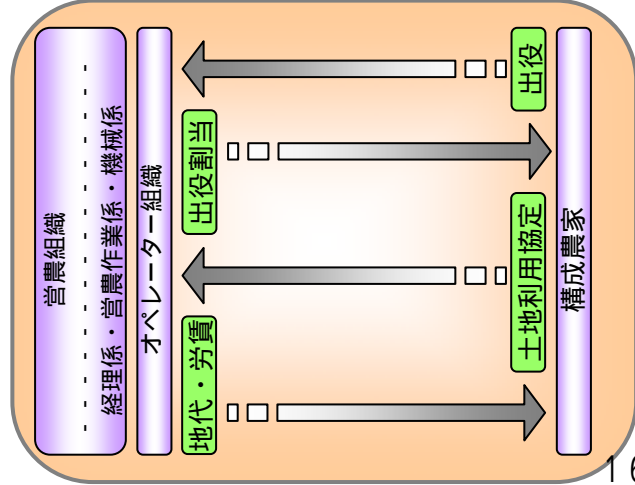 営農組織
経理係・営農作業係・機械係
オペレーター組織
地代・労賃
出役割当
土地利用協定
出役
構成農家
16